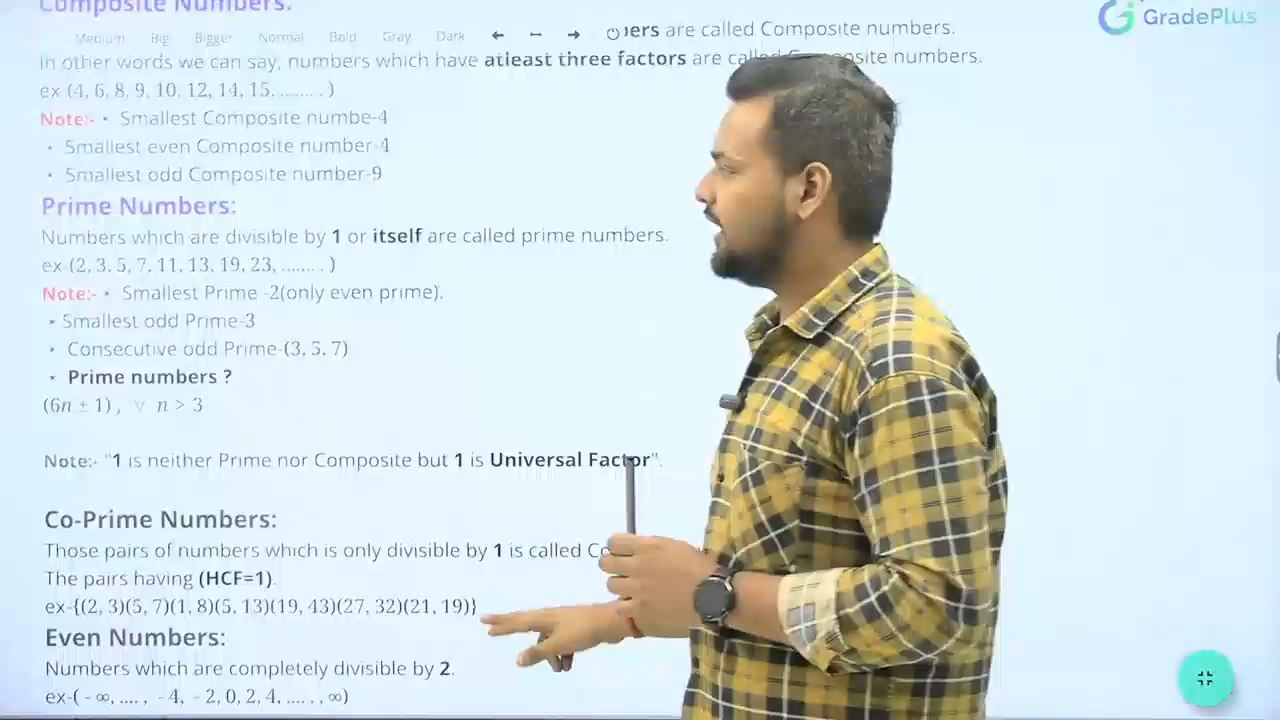 Composite Numbers.
GradePlus
Medium Big Bigger Normal Bold Gray Dark
are called Composite numbers.
In other words we can say, numbers which have atleast three factors are called Composite numbers.
ex (4, 6, 8, 9, 10, 12, 14, 15, ........ )
Note:- • Smallest Composite numbe-4
• Smallest even Composite number-4
• Smallest odd Composite number-9
Prime Numbers:
Numbers which are divisible by 1 or itself are called prime numbers.
ex-(2, 3, 5, 7, 11, 13, 19, 23, ........ )
Note:- • Smallest Prime -2(only even prime).
• Smallest odd Prime-3
• Consecutive odd Prime-(3, 5, 7)
• Prime numbers ?
(6n ± 1) , ∀ n > 3
Note:- "1 is neither Prime nor Composite but 1 is Universal Factor".
Co-Prime Numbers:
Those pairs of numbers which is only divisible by 1 is called
The pairs having (HCF=1).
ex-{(2, 3)(5, 7)(1, 8)(5, 13)(19, 43)(27, 32)(21, 19)}
Even Numbers:
Numbers which are completely divisible by 2.
ex-( - ∞, .... , - 4, - 2, 0, 2, 4, .... . , ∞)